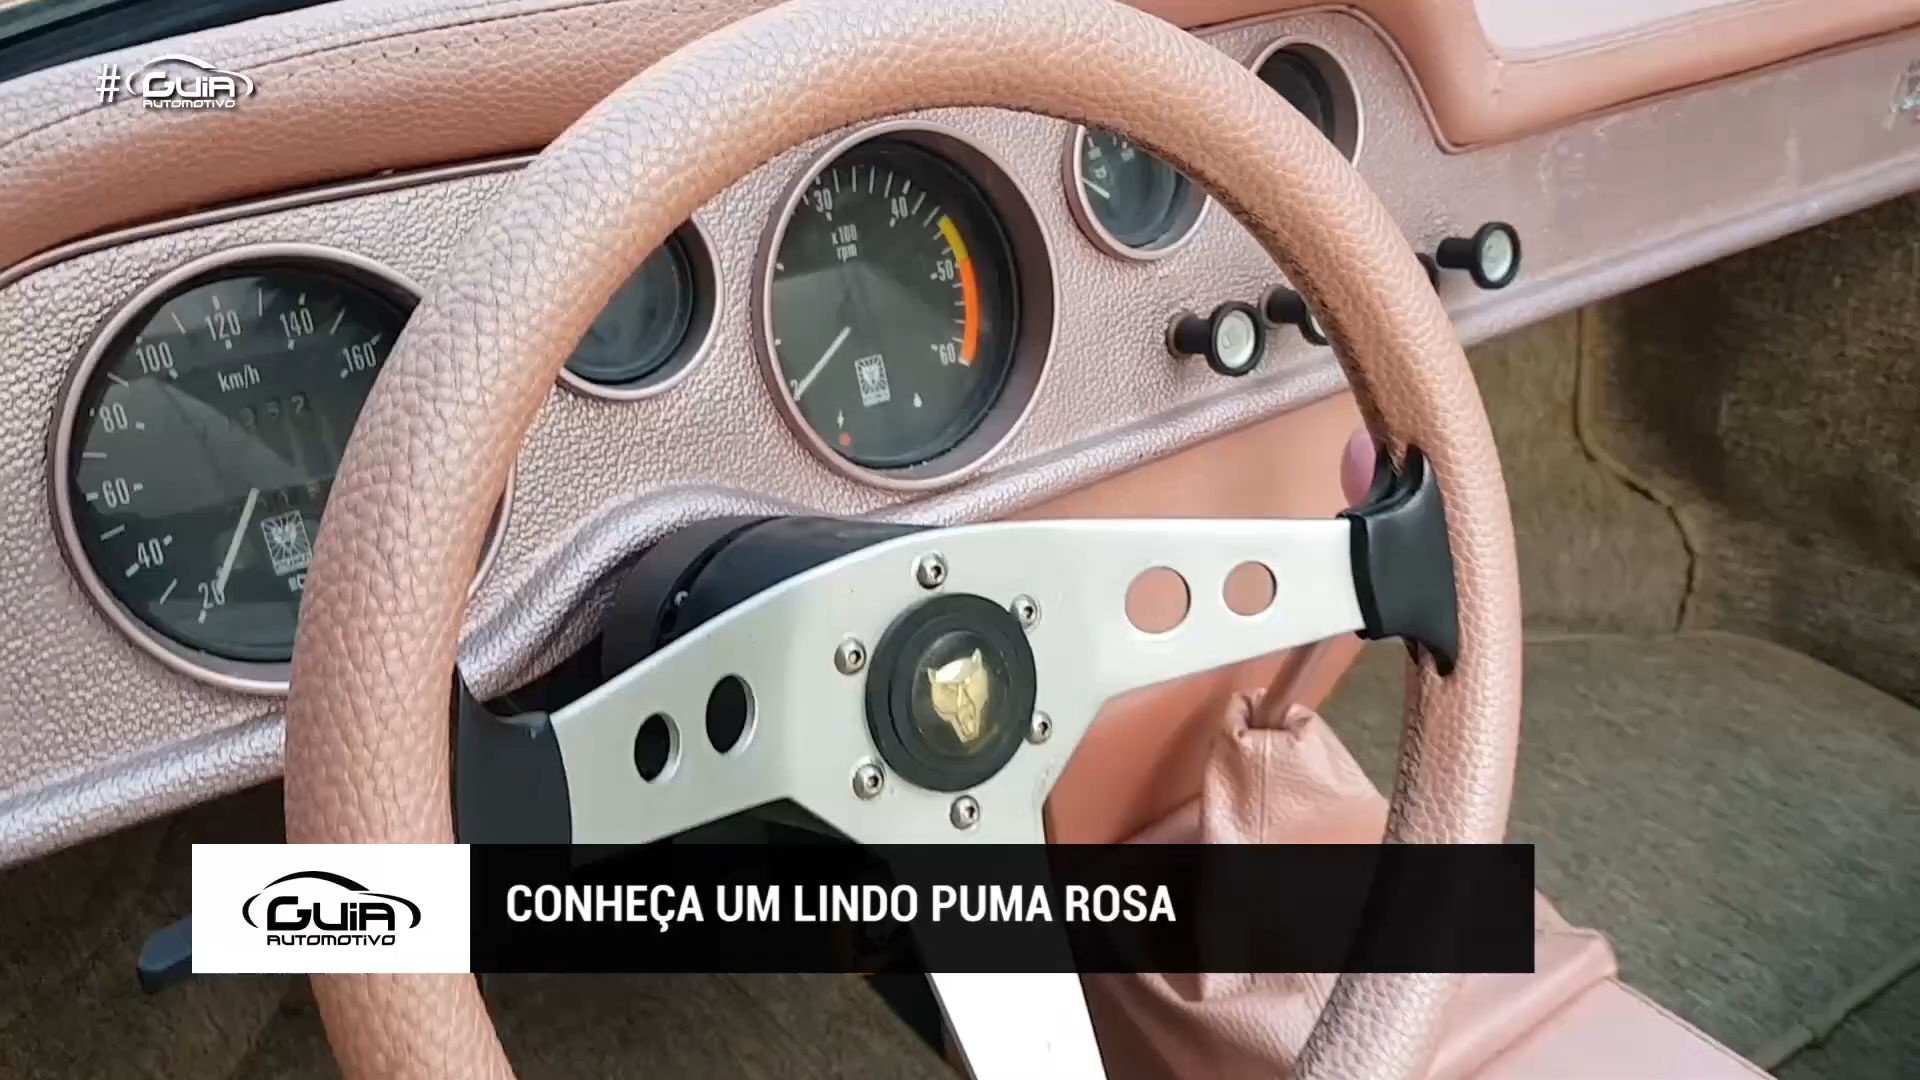 # GUIA
AUTOMOTIVO
30
40
x100
rpm
50
60
120
140
100
160
km/h
80
60
40
20
GUIA
AUTOMOTIVO
CONHEÇA UM LINDO PUMA ROSA